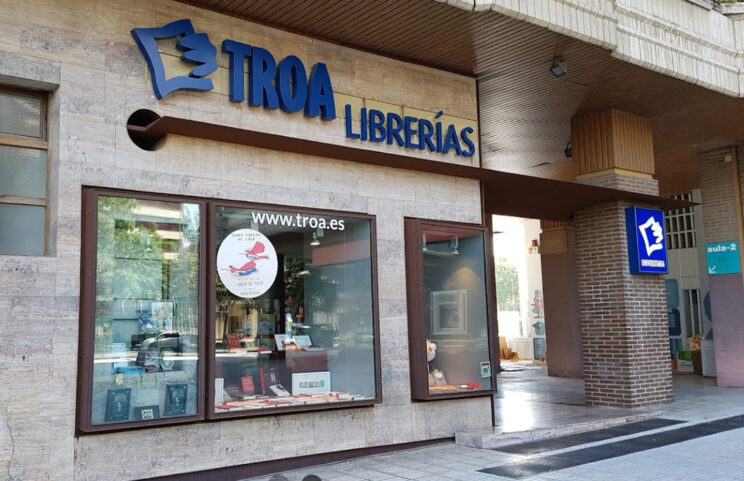 TROA
LIBRERÍAS
www.troa.es
UNIVERSITARIA
aula-2